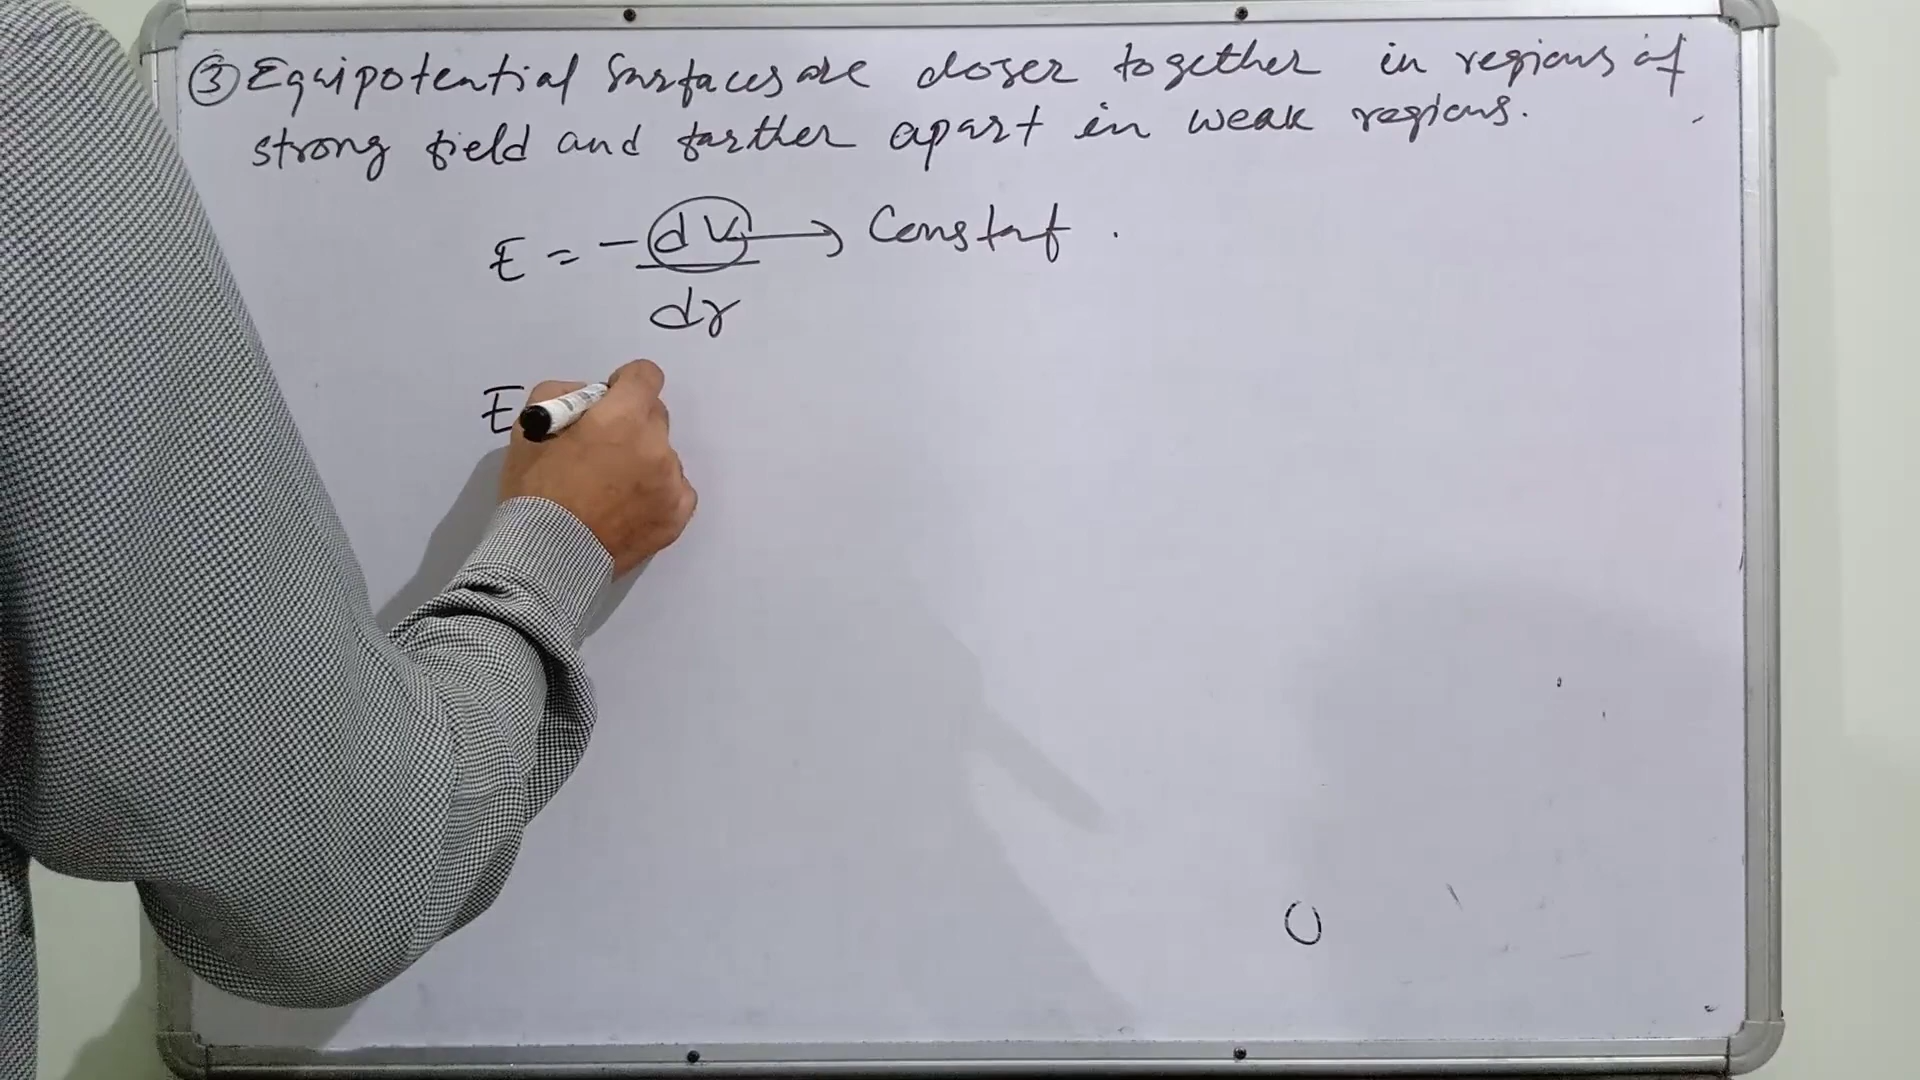 ③ Equipotential Surfaces are closer together in regions of
strong field and farther apart in weak regions.
E = - dV → Constat .
dr
E